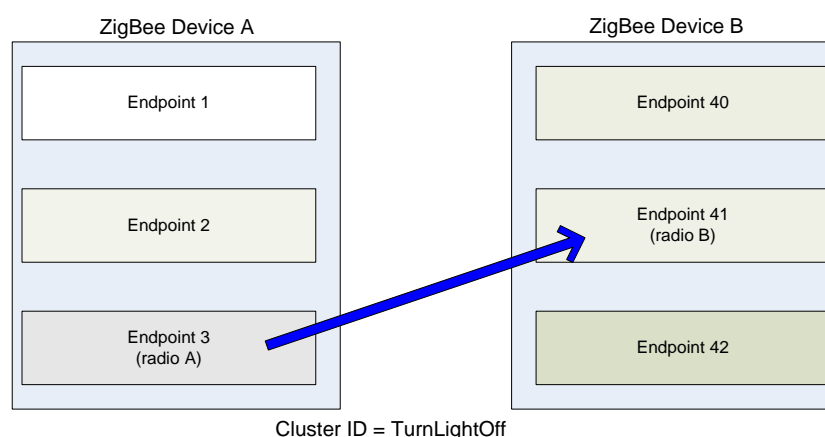 ZigBee Device A
ZigBee Device B
Endpoint 1
Endpoint 2
Endpoint 3
(radio A)
Endpoint 40
Endpoint 41
(radio B)
Endpoint 42
Cluster ID = TurnLightOff